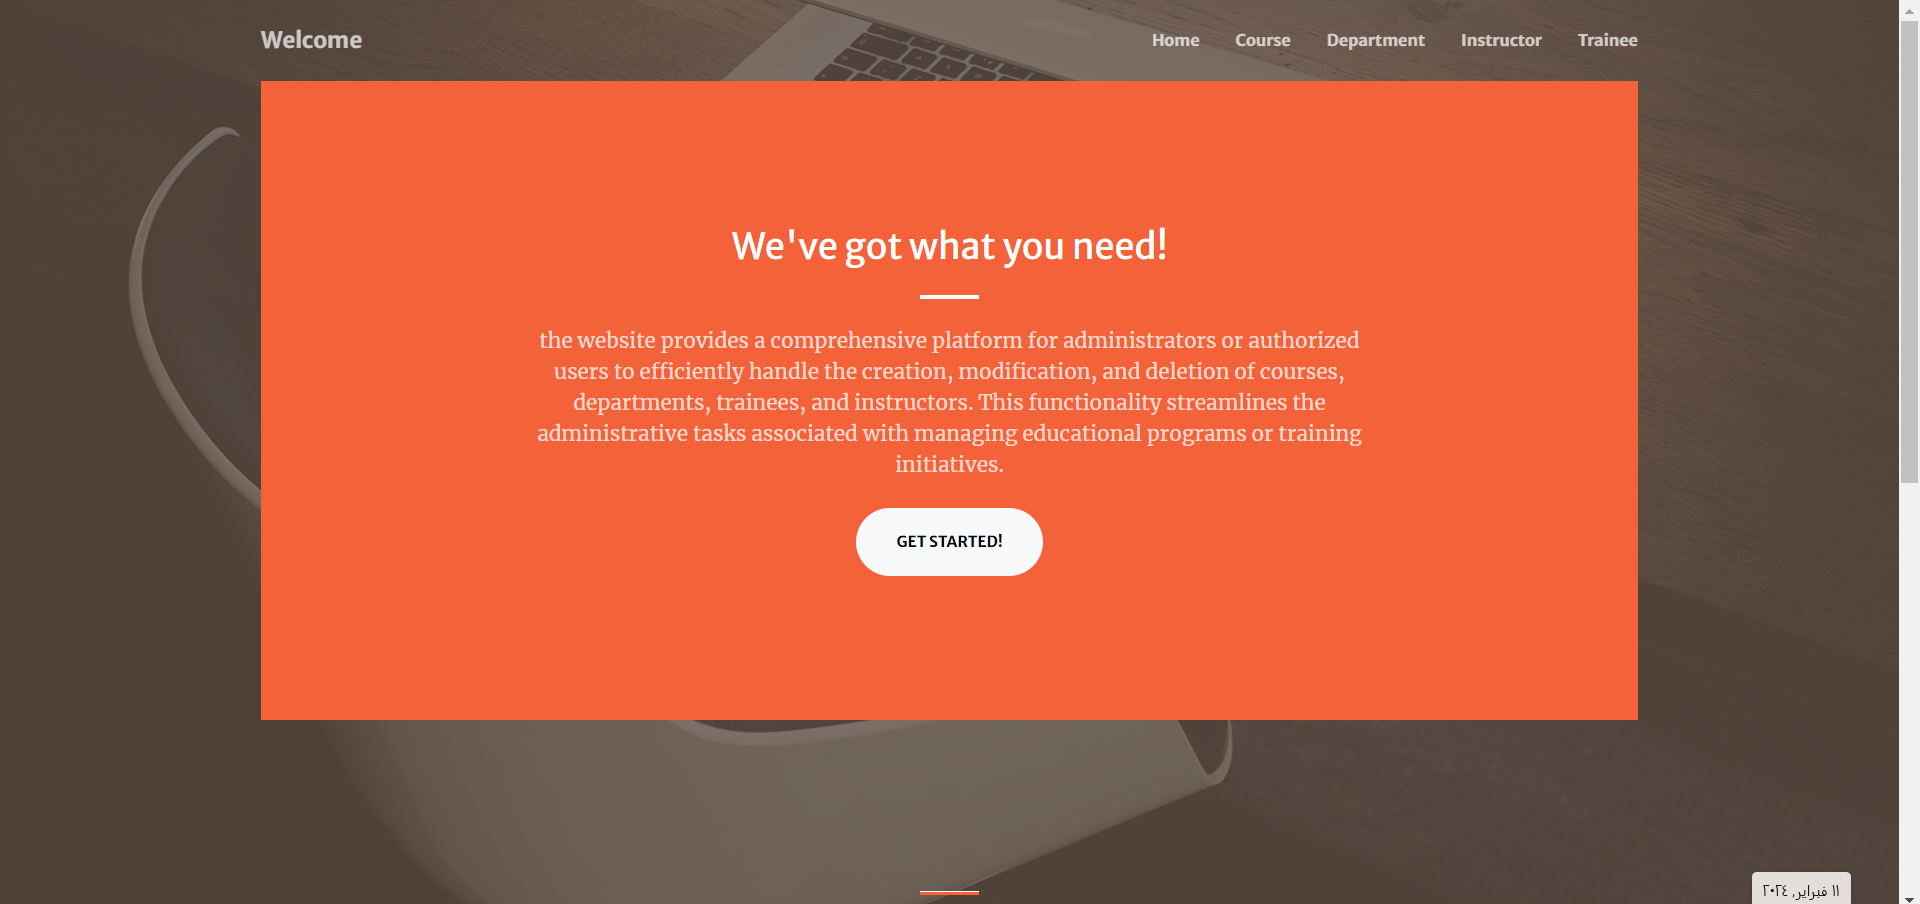 Welcome
Home Course Department Instructor Trainee
We've got what you need!
the website provides a comprehensive platform for administrators or authorized
users to efficiently handle the creation, modification, and deletion of courses,
departments, trainees, and instructors. This functionality streamlines the
administrative tasks associated with managing educational programs or training
initiatives.
GET STARTED!
١١ فبراير, ٢٠٢٤